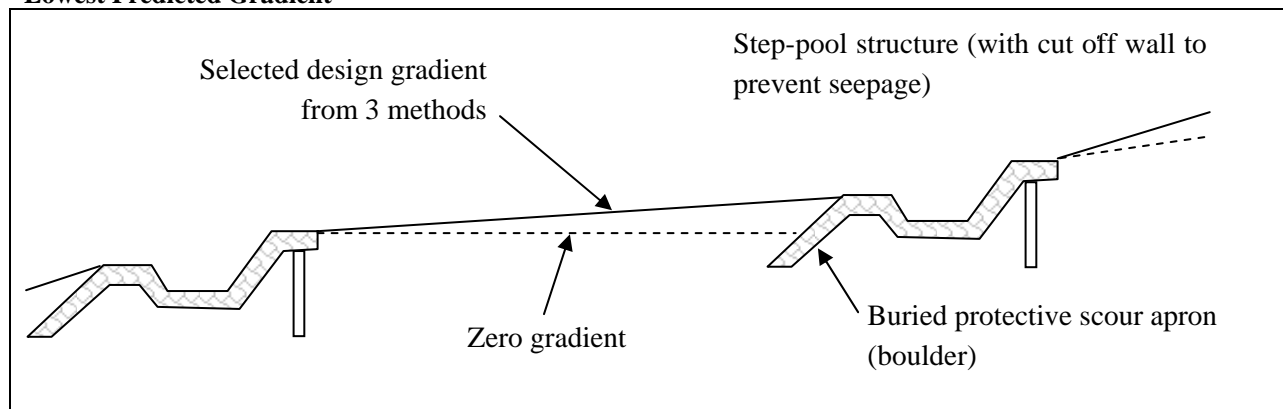 Lowest Predicted Gradient
Step-pool structure (with cut off wall to
prevent seepage)
Selected design gradient
from 3 methods
Zero gradient
Buried protective scour apron
(boulder)